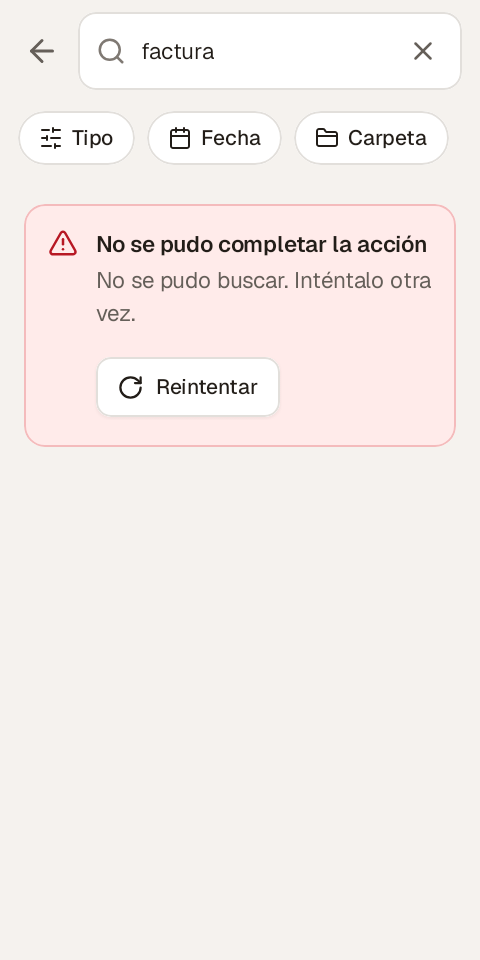 factura
Tipo
Fecha
Carpeta
No se pudo completar la acción
No se pudo buscar. Inténtalo otra
vez.
Reintentar